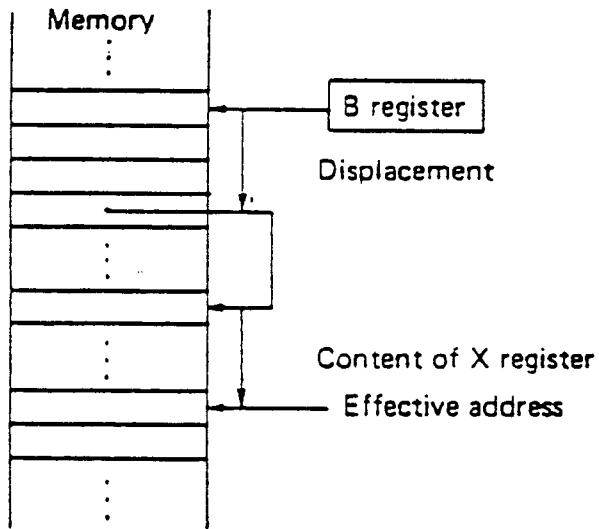 Memory
B register
Displacement
Content of X register
Effective address